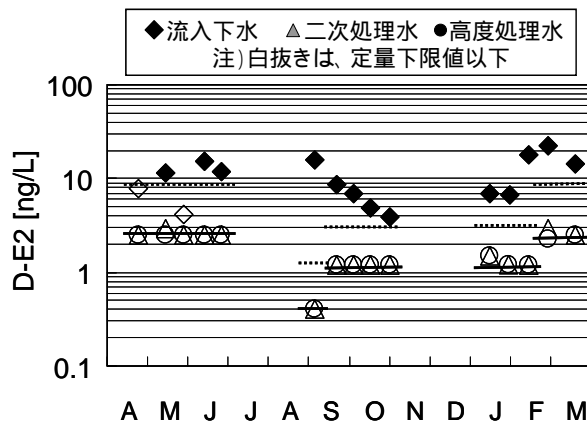 ◆流入下水 ▲二次処理水 ●高度処理水
注)白抜きは、定量下限値以下
D-E2 [ng/L]
100
10
1
0.1
A M J J A S O N D J F M